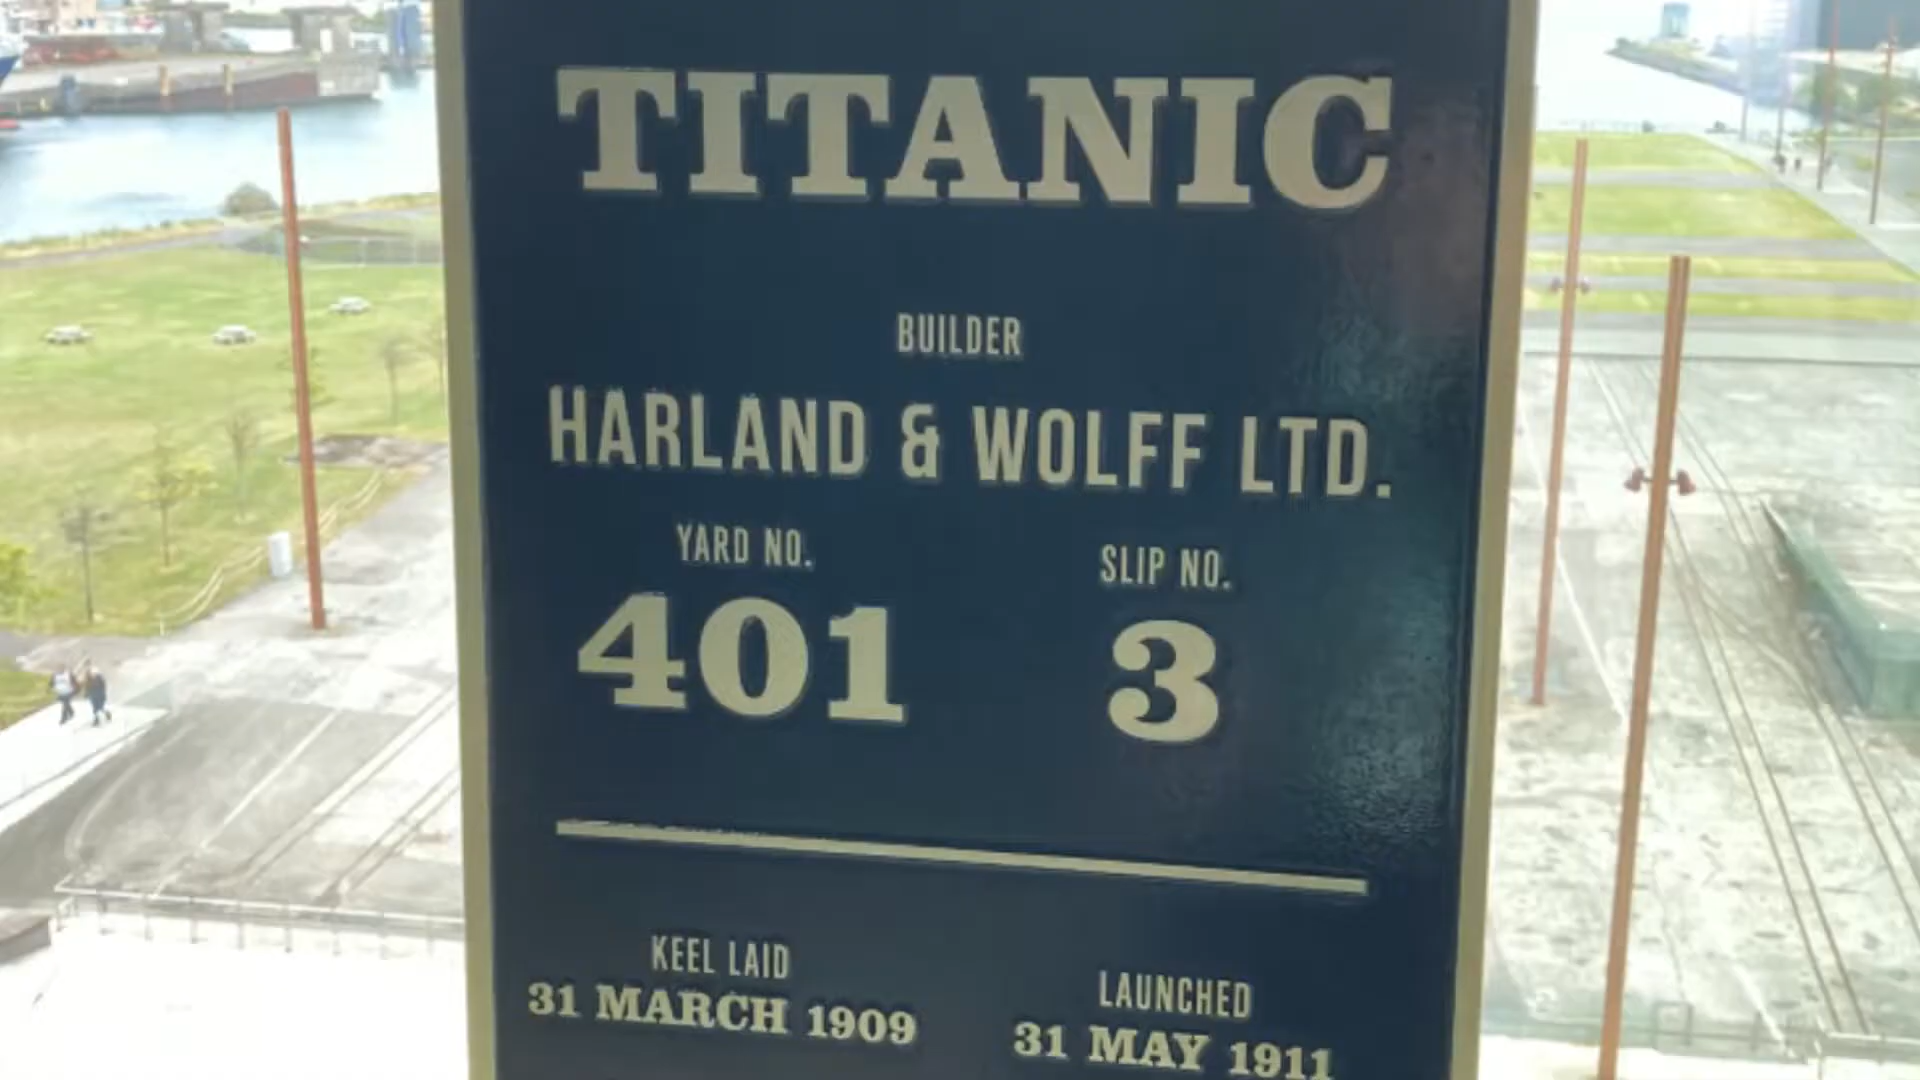 TITANIC
BUILDER
HARLAND & WOLFF LTD.
YARD NO. SLIP NO.
401 3
KEEL LAID LAUNCHED
31 MARCH 1909 31 MAY 1911